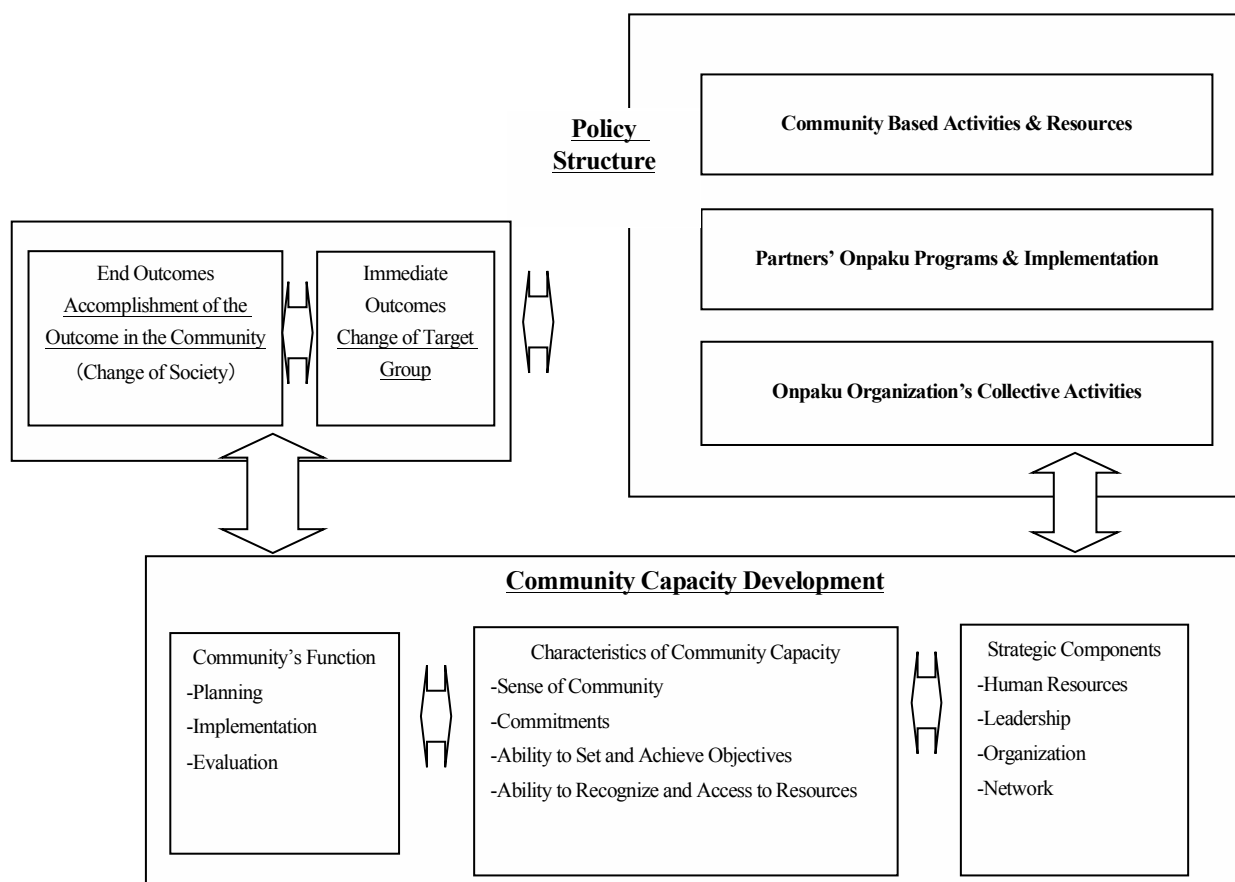 Policy
Structure
Community Based Activities & Resources
Partners’ Onpaku Programs & Implementation
Onpaku Organization’s Collective Activities
End Outcomes
Accomplishment of the
Outcome in the Community
（Change of Society）
Immediate
Outcomes
Change of Target
Group
Community Capacity Development
Community’s Function
-Planning
-Implementation
-Evaluation
Characteristics of Community Capacity
-Sense of Community
-Commitments
-Ability to Set and Achieve Objectives
-Ability to Recognize and Access to Resources
Strategic Components
-Human Resources
-Leadership
-Organization
-Network